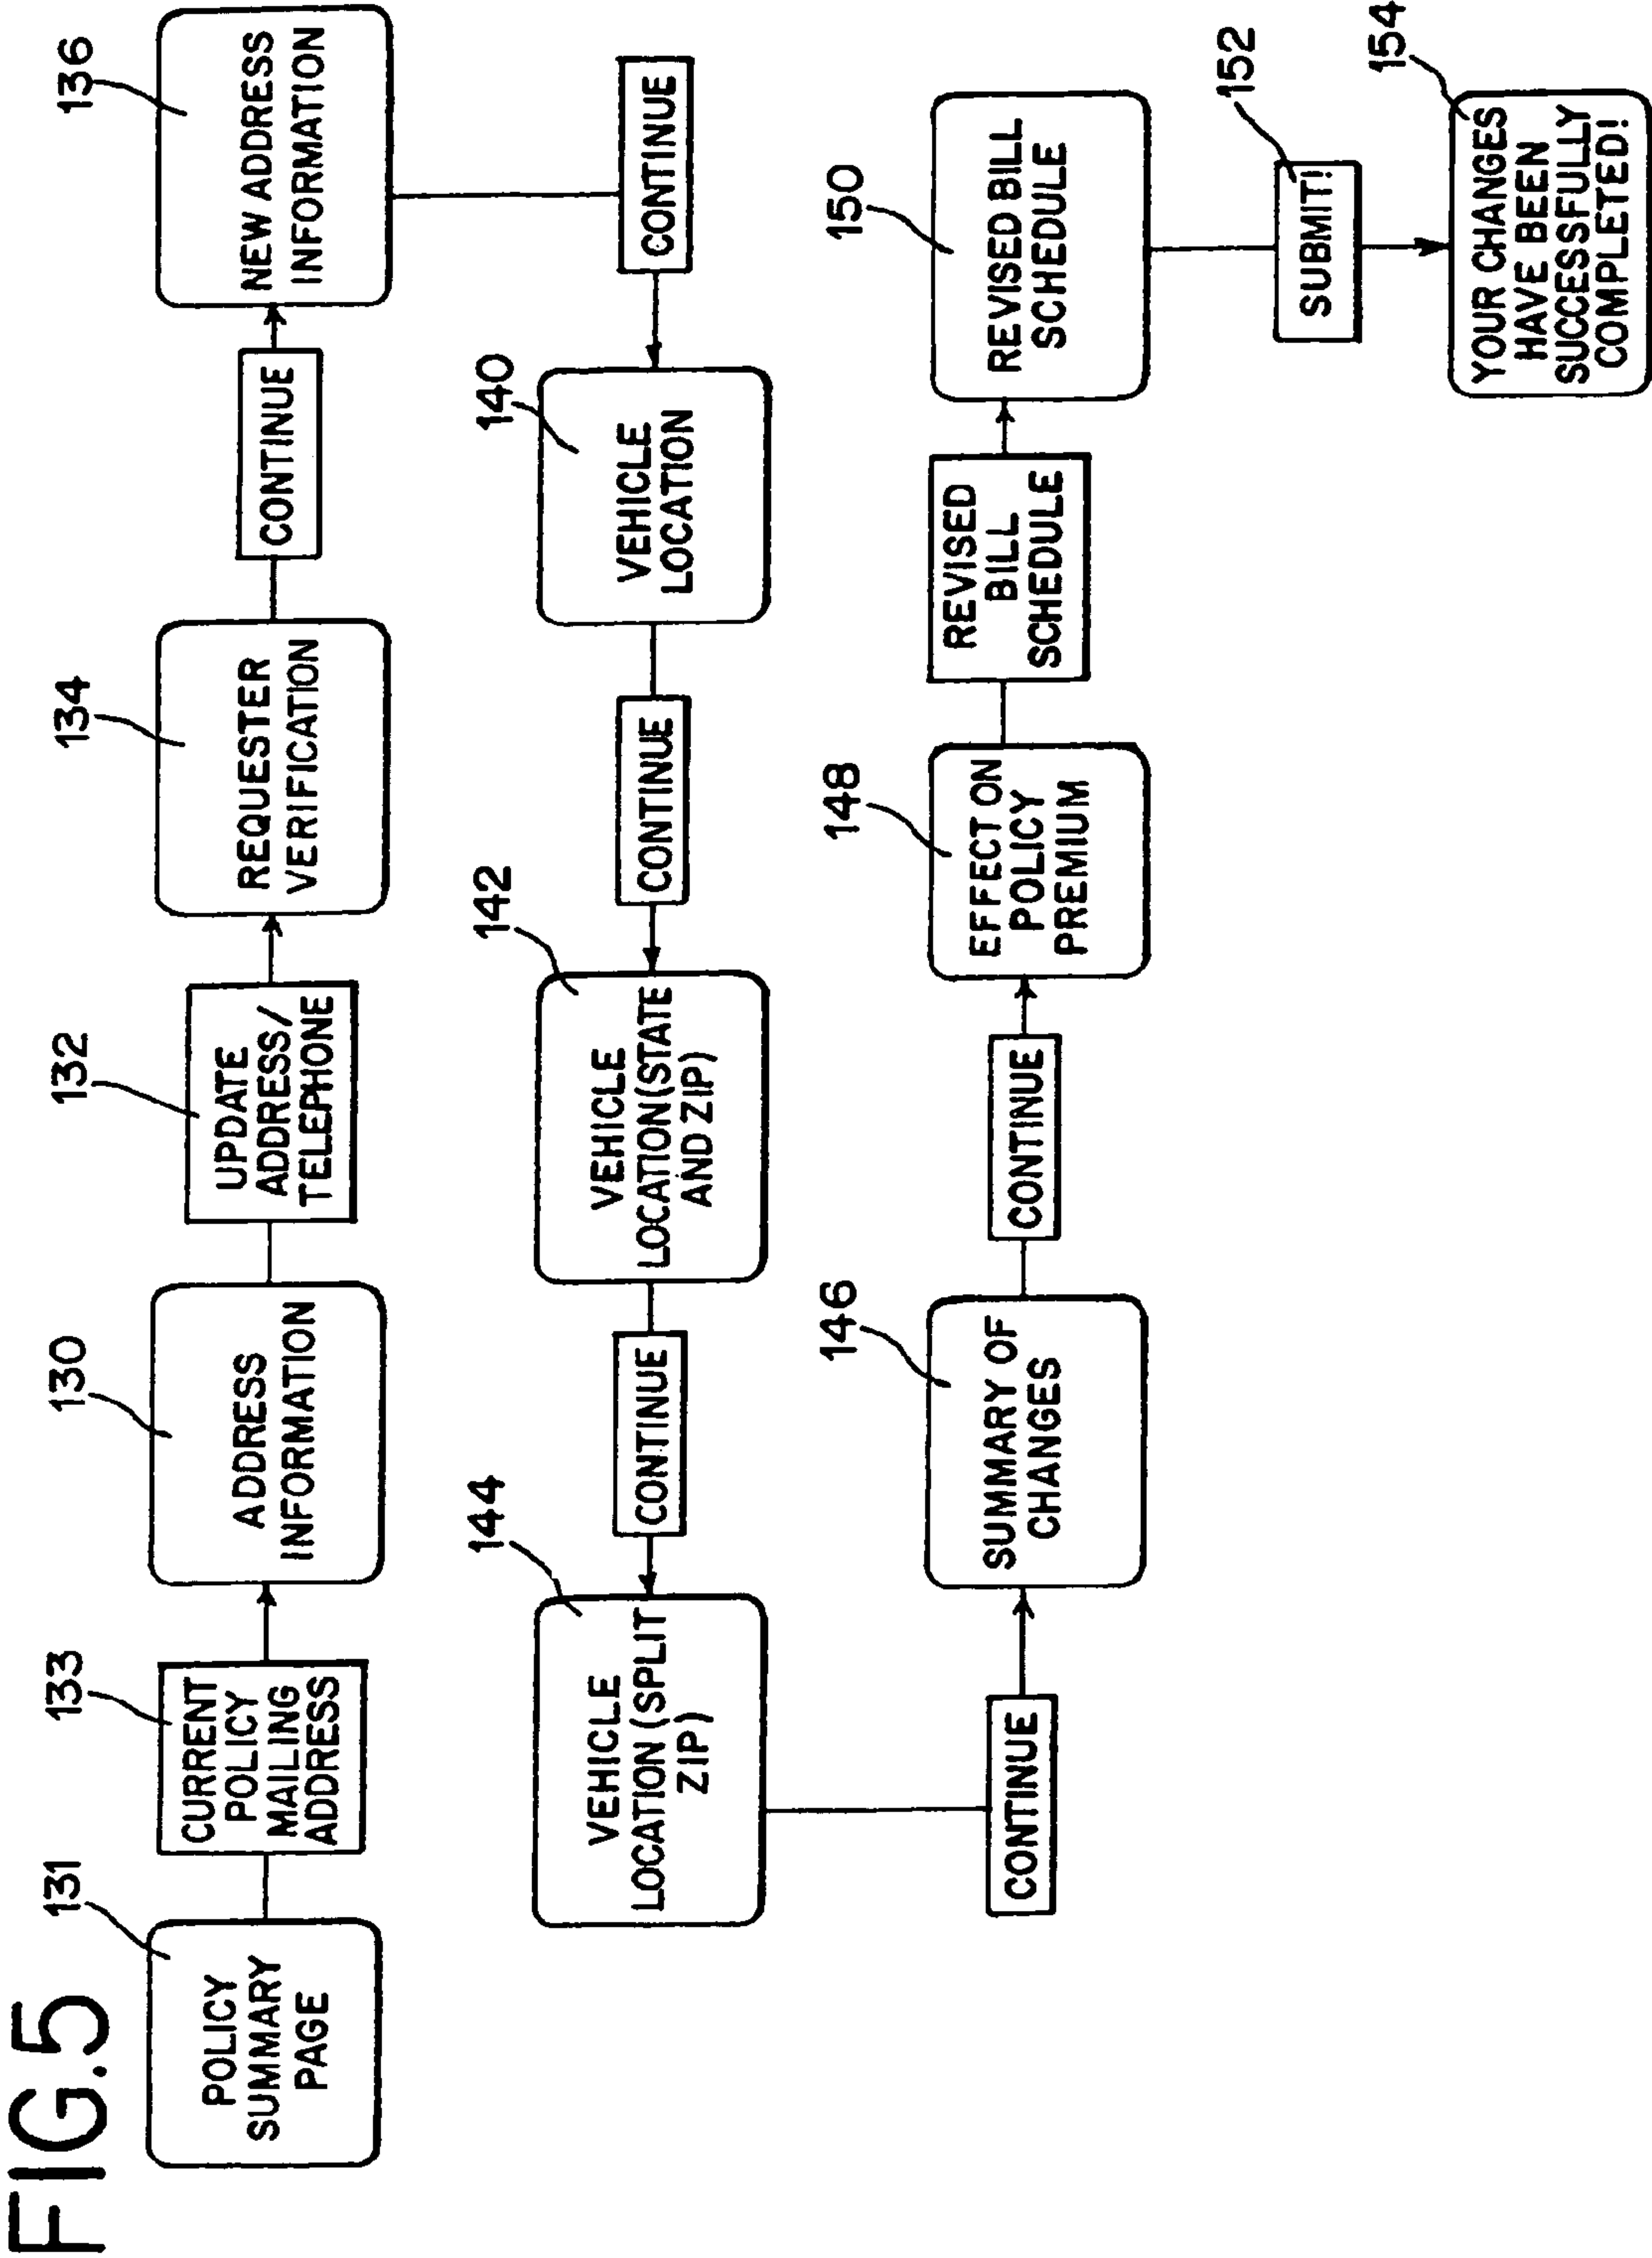 FIG.5
131
POLICY
SUMMARY
PAGE
133
CURRENT
POLICY
MAILING
ADDRESS
130
ADDRESS
INFORMATION
132
UPDATE
ADDRESS/
TELEPHONE
134
REQUESTER
VERIFICATION
CONTINUE
136
NEW ADDRESS
INFORMATION
CONTINUE
140
VEHICLE
LOCATION
CONTINUE
142
VEHICLE
LOCATION(STATE
AND ZIP)
CONTINUE
144
VEHICLE
LOCATION (SPLIT
ZIP)
CONTINUE
146
SUMMARY OF
CHANGES
CONTINUE
148
EFFECT ON
POLICY
PREMIUM
REVISED
BILL
SCHEDULE
150
REVISED BILL
SCHEDULE
152
SUBMIT!
154
YOUR CHANGES
HAVE BEEN
SUCCESSFULLY
COMPLETED!